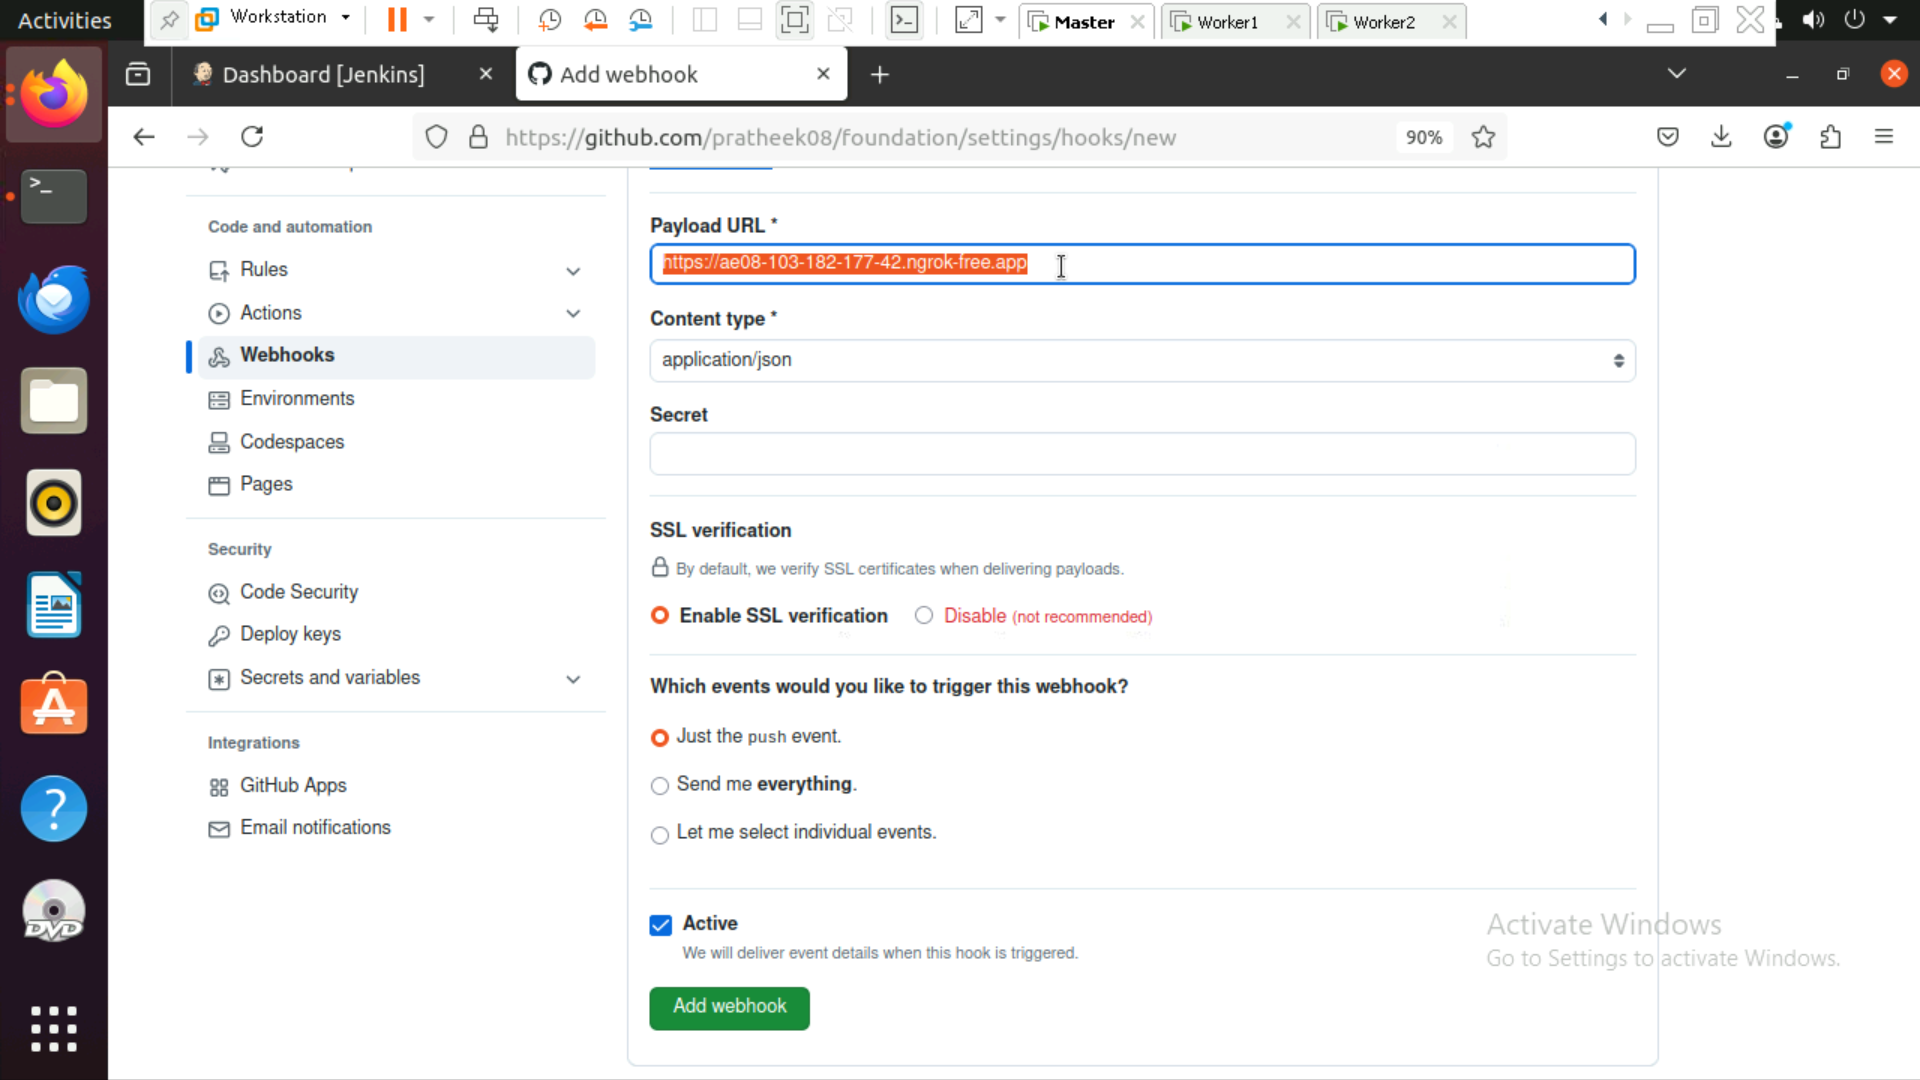 Activities
Workstation
Master
Worker1
Worker2
Dashboard [Jenkins]
Add webhook
https://github.com/pratheek08/foundation/settings/hooks/new
90%
Code and automation
Rules
Actions
Webhooks
Environments
Codespaces
Pages
Security
Code Security
Deploy keys
Secrets and variables
Integrations
GitHub Apps
Email notifications
Payload URL *
https://ae08-103-182-177-42.ngrok-free.app
Content type *
application/json
Secret
SSL verification
By default, we verify SSL certificates when delivering payloads.
Enable SSL verification
Disable (not recommended)
Which events would you like to trigger this webhook?
Just the push event.
Send me everything.
Let me select individual events.
Active
We will deliver event details when this hook is triggered.
Add webhook
Activate Windows
Go to Settings to activate Windows.